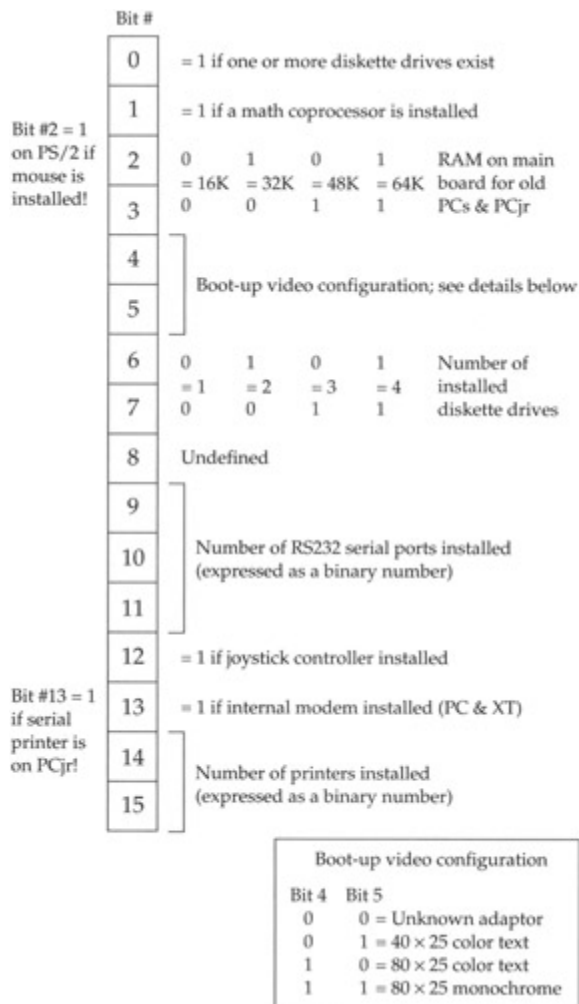 Bit #
0 = 1 if one or more diskette drives exist
1 = 1 if a math coprocessor is installed
Bit #2 = 1
on PS/2 if
mouse is
installed!
2 0 1 0 1 RAM on main
= 16K = 32K = 48K = 64K board for old
3 0 0 1 1 PCs & PCjr
4
Boot-up video configuration; see details below
5
6 0 1 0 1 Number of
= 1 = 2 = 3 = 4 installed
7 0 0 1 1 diskette drives
8 Undefined
9
10
Number of RS232 serial ports installed
(expressed as a binary number)
11
12 = 1 if joystick controller installed
Bit #13 = 1
if serial
printer is
on PCjr!
13 = 1 if internal modem installed (PC & XT)
14
Number of printers installed
(expressed as a binary number)
15
Boot-up video configuration
Bit 4 Bit 5
0 0 = Unknown adaptor
0 1 = 40 × 25 color text
1 0 = 80 × 25 color text
1 1 = 80 × 25 monochrome